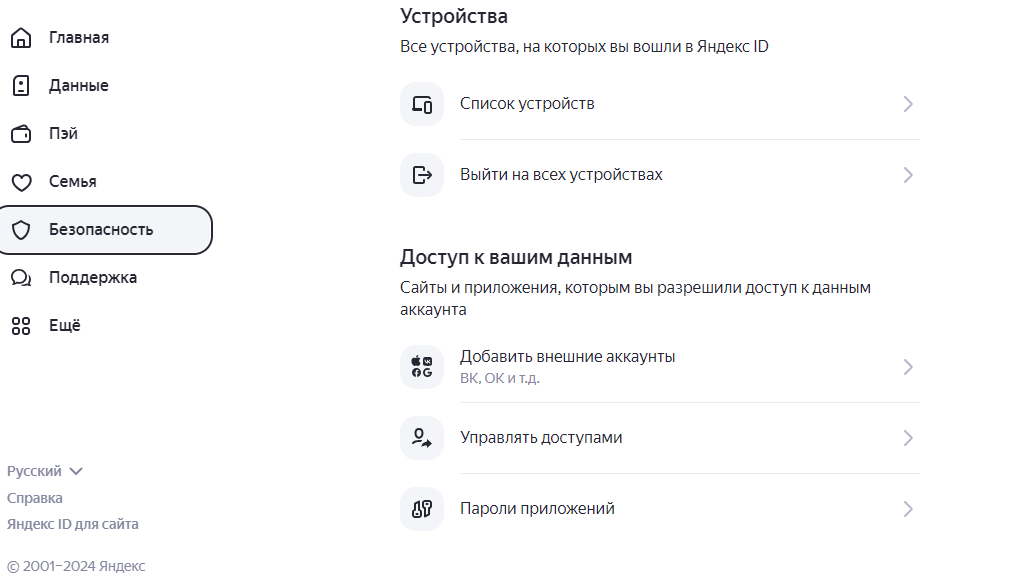 Главная
Данные
Пэй
Семья
Безопасность
Поддержка
Ещё
Русский
Справка
Яндекс ID для сайта
© 2001–2024 Яндекс
Устройства
Все устройства, на которых вы вошли в Яндекс ID
Список устройств
Выйти на всех устройствах
Доступ к вашим данным
Сайты и приложения, которым вы разрешили доступ к данным
аккаунта
Добавить внешние аккаунты
ВК, ОК и т.д.
Управлять доступами
Пароли приложений